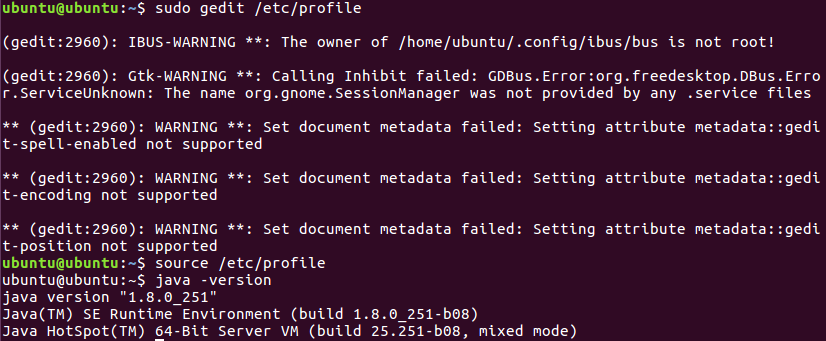 ubuntu@ubuntu:~$ sudo gedit /etc/profile
(gedit:2960): IBUS-WARNING **: The owner of /home/ubuntu/.config/ibus/bus is not root!
(gedit:2960): Gtk-WARNING **: Calling Inhibit failed: GDBus.Error:org.freedesktop.DBus.Erro
r.ServiceUnknown: The name org.gnome.SessionManager was not provided by any .service files
** (gedit:2960): WARNING **: Set document metadata failed: Setting attribute metadata::gedi
t-spell-enabled not supported
** (gedit:2960): WARNING **: Set document metadata failed: Setting attribute metadata::gedi
t-encoding not supported
** (gedit:2960): WARNING **: Set document metadata failed: Setting attribute metadata::gedi
t-position not supported
ubuntu@ubuntu:~$ source /etc/profile
ubuntu@ubuntu:~$ java -version
java version "1.8.0_251"
Java(TM) SE Runtime Environment (build 1.8.0_251-b08)
Java HotSpot(TM) 64-Bit Server VM (build 25.251-b08, mixed mode)